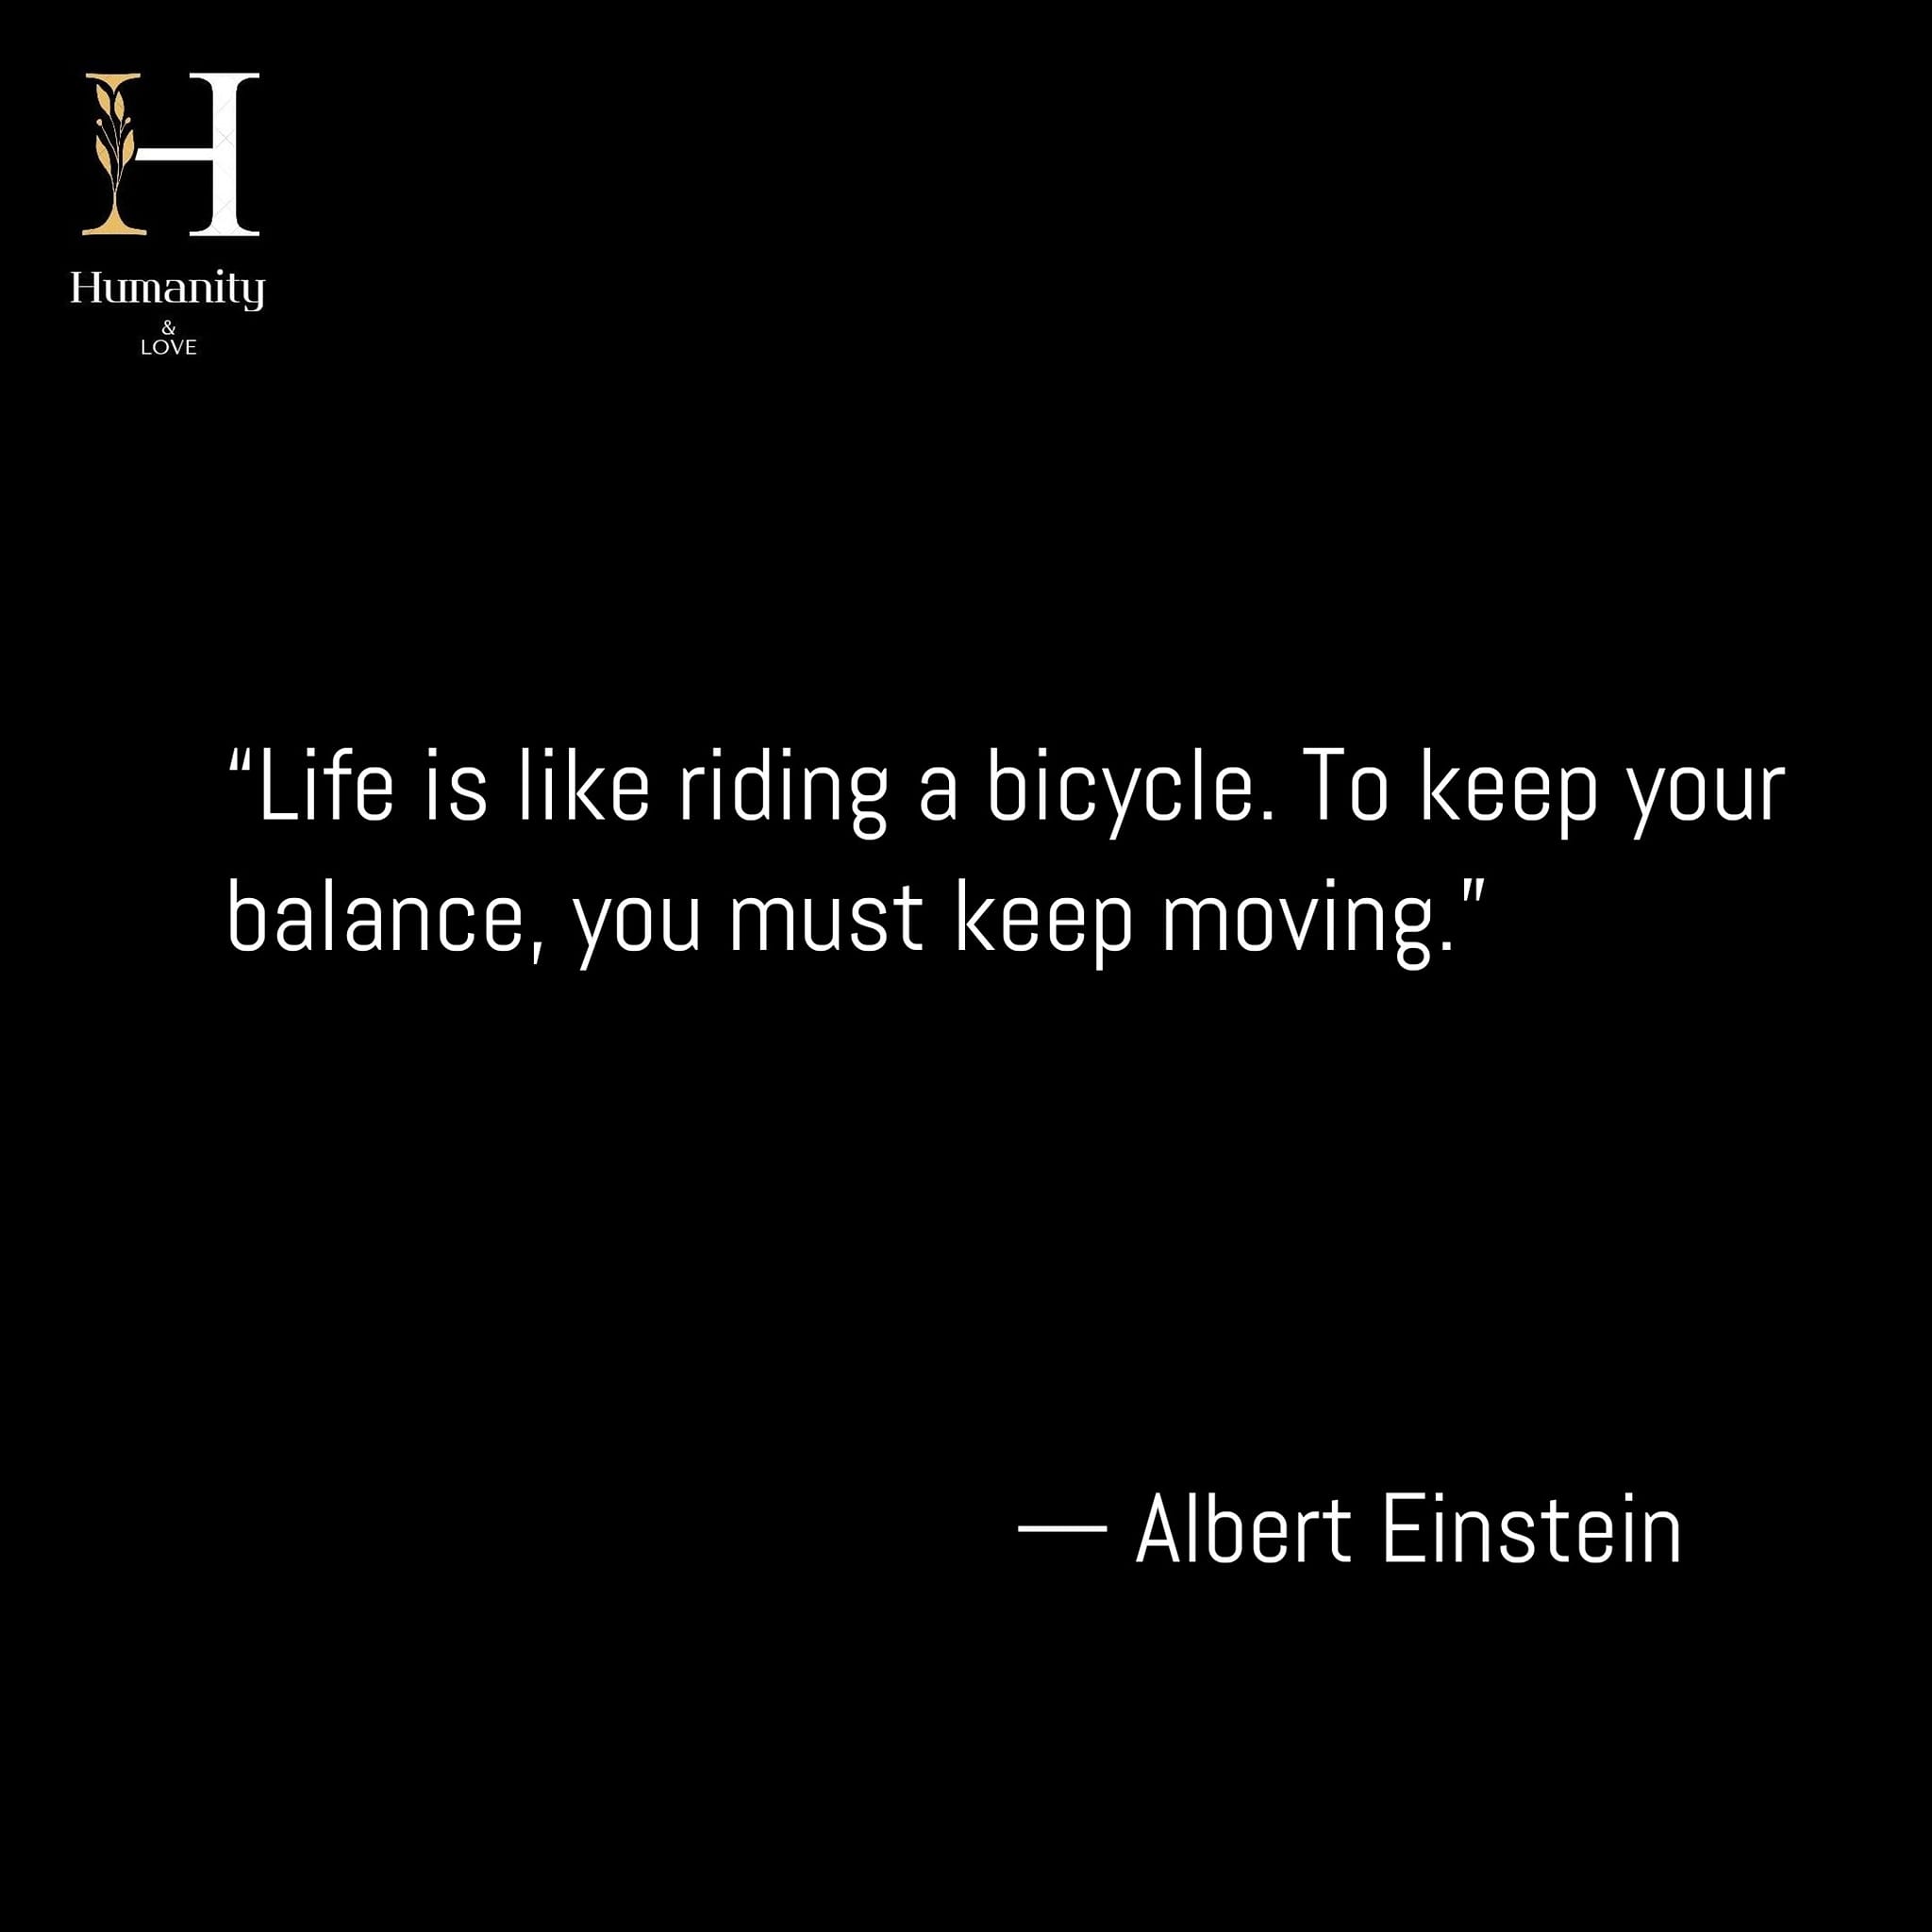 H
Humanity
&
LOVE
“Life is like riding a bicycle. To keep your
balance, you must keep moving.”
— Albert Einstein